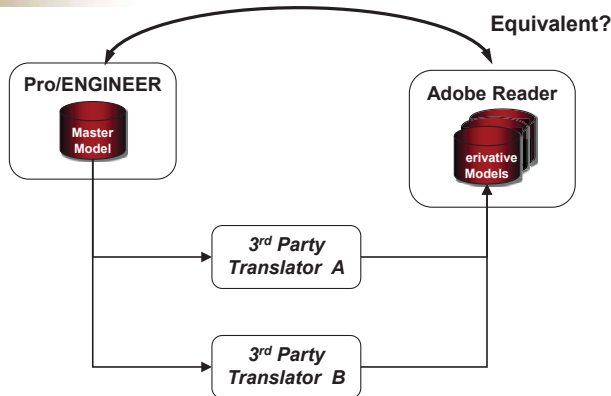 Equivalent?
Pro/ENGINEER
Master
Model
Adobe Reader
erivative
Models
3rd Party
Translator A
3rd Party
Translator B